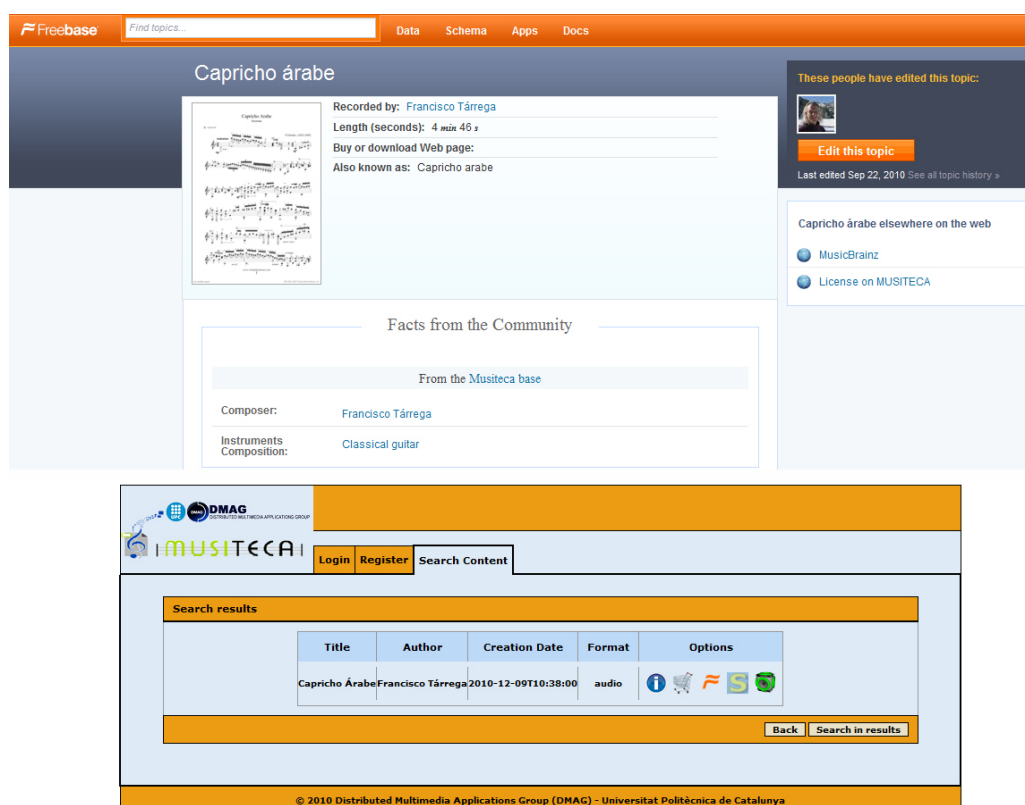 Freebase
Find topics...
Data Schema Apps Docs
Capricho árabe
Recorded by: Francisco Tárrega
Length (seconds): 4 min 46 s
Buy or download Web page:
Also known as: Capricho arabe
These people have edited this topic:
Edit this topic
Last edited Sep 22, 2010 See all topic history »
Capricho árabe elsewhere on the web
MusicBrainz
License on MUSITECA
Facts from the Community
From the Musiteca base
Composer: Francisco Tárrega
Instruments
Composition: Classical guitar
DMAG
DISTRIBUTED MULTIMEDIA APPLICATIONS GROUP
MUSITECA
Login Register Search Content
Search results
Title Author Creation Date Format Options
Capricho Árabe Francisco Tárrega 2010-12-09T10:38:00 audio
Back Search in results
© 2010 Distributed Multimedia Applications Group (DMAG) - Universitat Politècnica de Catalunya